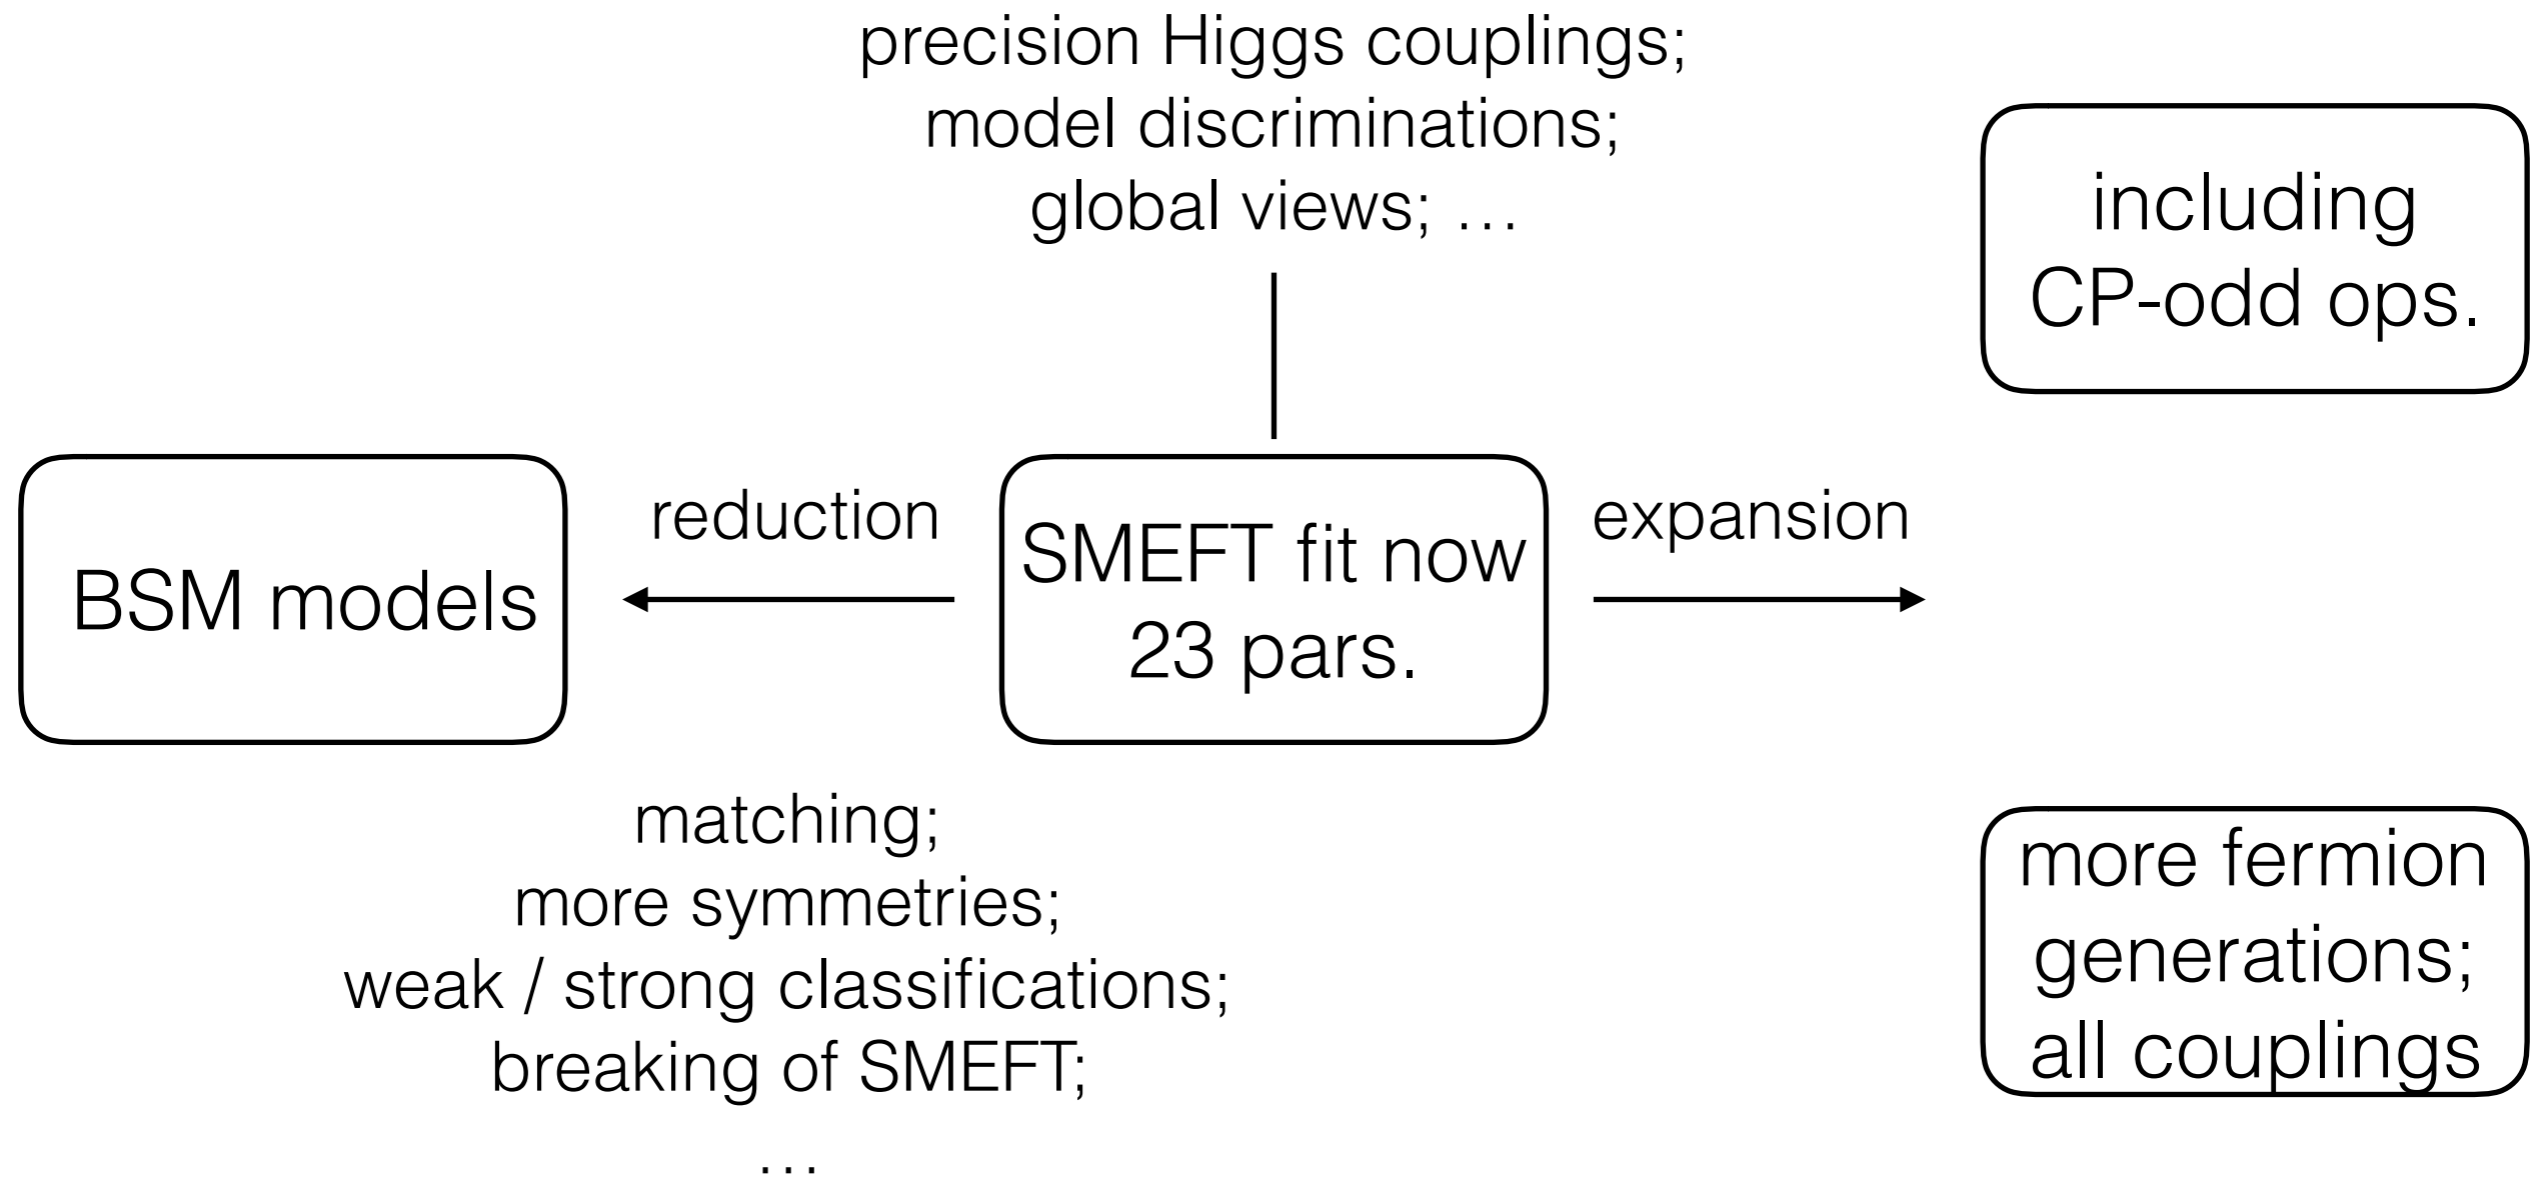 precision Higgs couplings;
model discriminations;
global views; …
including
CP-odd ops.
BSM models
reduction
SMEFT fit now
23 pars.
expansion
matching;
more symmetries;
weak / strong classifications;
breaking of SMEFT;
…
more fermion
generations;
all couplings